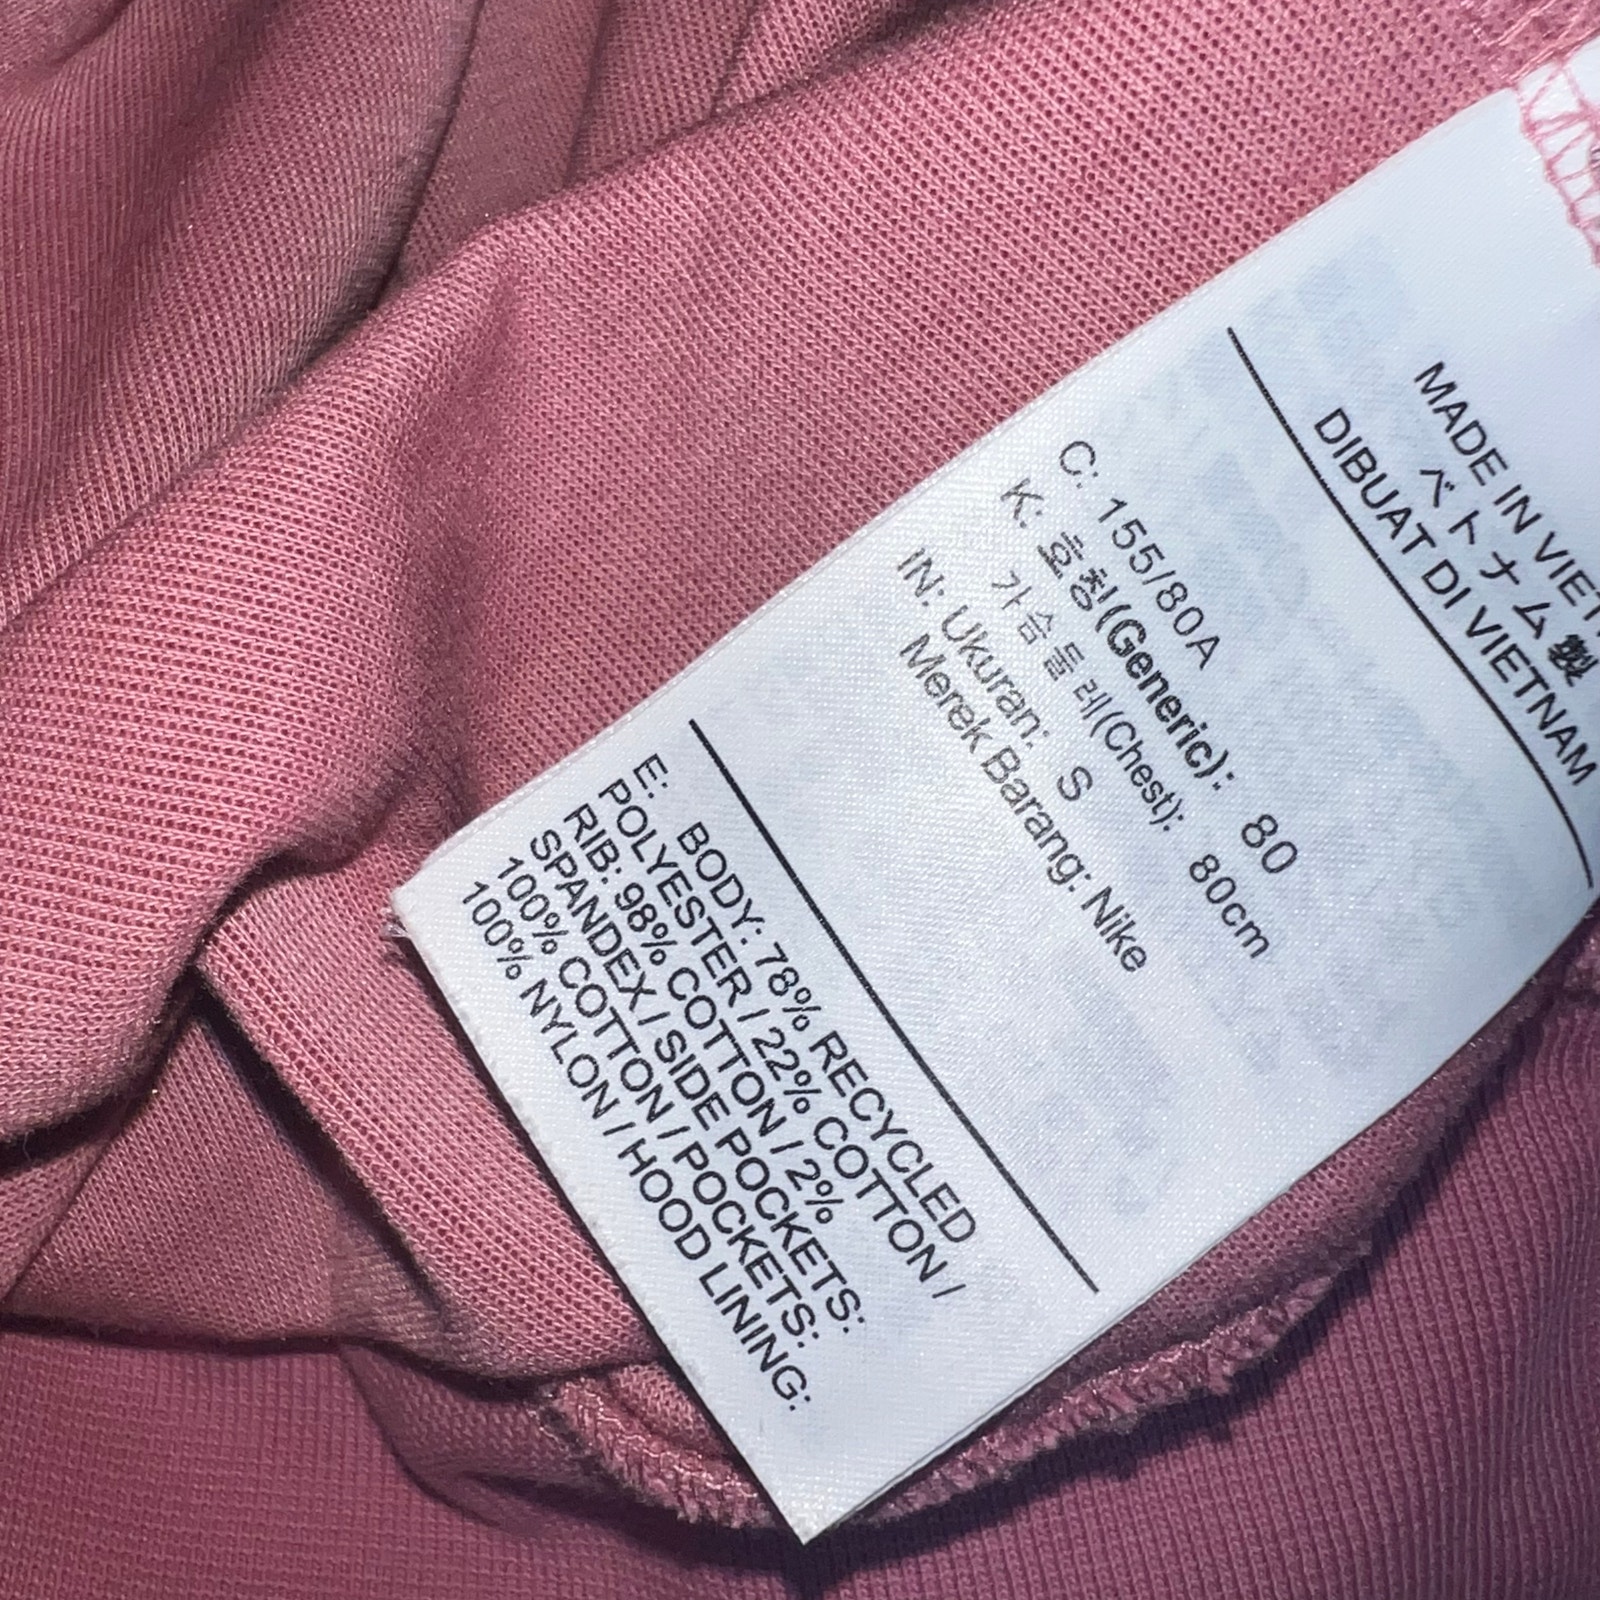 MADE IN VIET
ベトナム製
DIBUAT DI VIETNAM
C: 155/80A
K: 호칭(Generic): 80
가슴둘레(Chest): 80cm
IN: Ukuran: S
Merek Barang: Nike
E: BODY: 78% RECYCLED
POLYESTER / 22% COTTON /
RIB: 98% COTTON / 2%
SPANDEX / SIDE POCKETS:
100% COTTON / POCKETS:
100% NYLON / HOOD LINING: